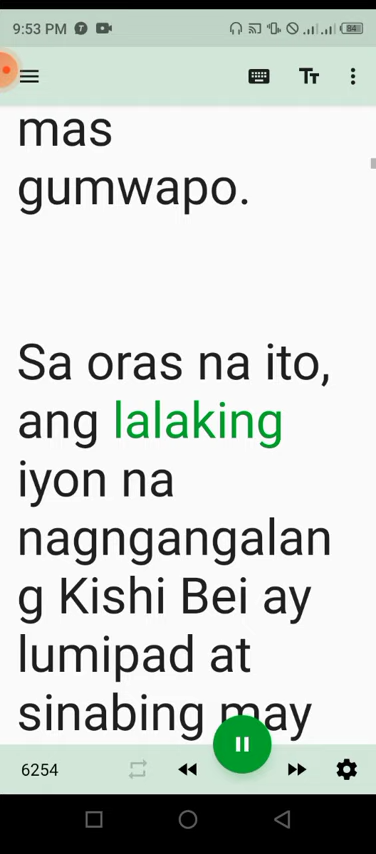 9:53 PM
84
mas
gumwapo.
Sa oras na ito,
ang lalaking
iyon na
nagngangalan
g Kishi Bei ay
lumipad at
sinabing may
6254